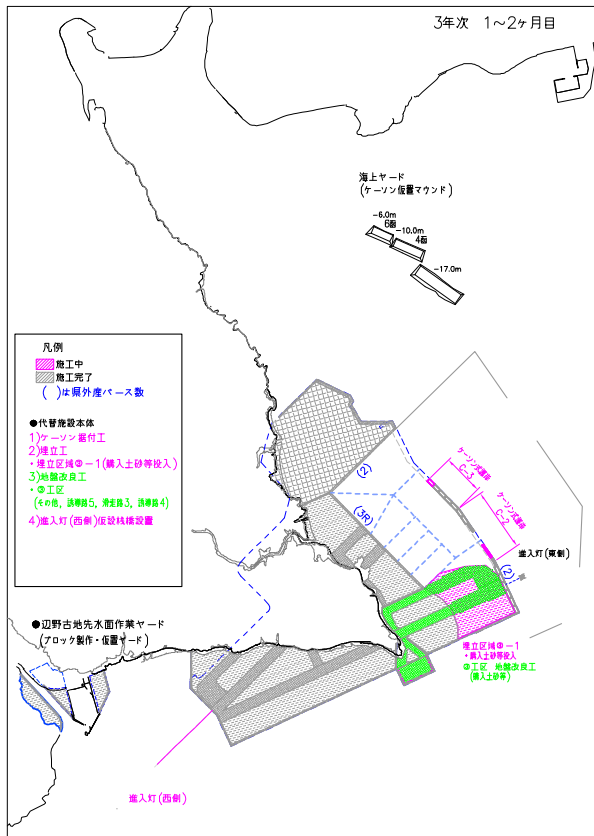 3年次 1～2ヶ月目
海上ヤード
(ケーソン仮置マウンド)
-6.0m
6函
-10.0m
4函
-17.0m
凡例
施工中
施工完了
( )は県外産バース数
●代替施設本体
1)ケーソン据付工
2)埋立工
・埋立区域②-1(購入土砂等投入)
3)地盤改良工
・②工区
(その他, 誘導路5, 滑走路3, 誘導路4)
4)進入灯(西側)仮設桟橋設置
ケーソン式護岸
C-3
ケーソン式護岸
C-2
(2)
(3R)
進入灯(東側)
(2)
●辺野古地先水面作業ヤード
(ブロック製作・仮置ヤード)
埋立区域②-1
・購入土砂等投入
②工区 地盤改良工
(購入土砂等)
進入灯(西側)